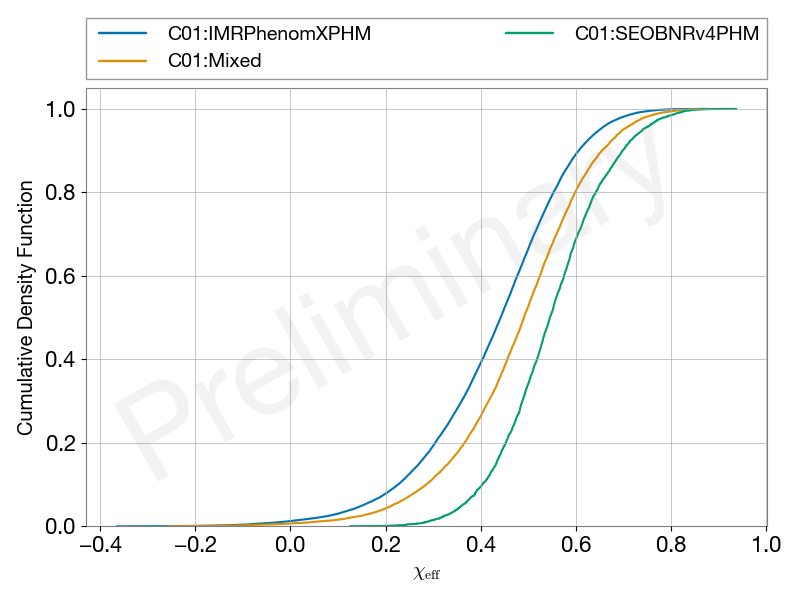 C01:IMRPhenomXPHM
C01:Mixed
C01:SEOBNRv4PHM
Preliminary
Cumulative Density Function
1.0
0.8
0.6
0.4
0.2
0.0
−0.4 −0.2 0.0 0.2 0.4 0.6 0.8 1.0
χeff